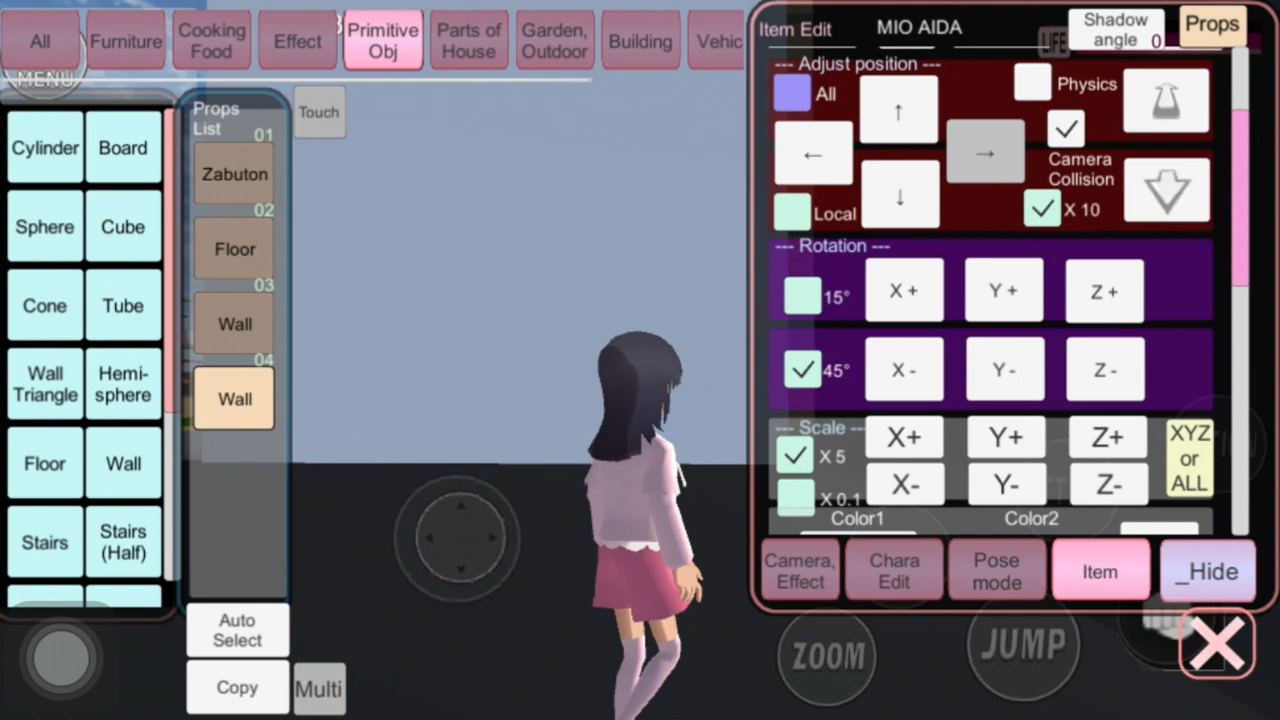 All
Furniture
Cooking
Food
Effect
Primitive
Obj
Parts of
House
Garden,
Outdoor
Building
Vehic
MENU
Item Edit
MIO AIDA
LIFE
Shadow
angle 0
Props
Cylinder
Board
Sphere
Cube
Cone
Tube
Wall
Triangle
Hemi-
sphere
Floor
Wall
Stairs
Stairs
(Half)
Props
List
01
Zabuton
02
Floor
03
Wall
04
Wall
Auto
Select
Copy
Multi
Touch
--- Adjust position ---
All
↑
←
→
↓
Local
Physics
✓
Camera
Collision
✓ X 10
--- Rotation ---
15°
X +
Y +
Z +
✓ 45°
X -
Y -
Z -
--- Scale ---
✓ X 5
X 0.1
X+
Y+
Z+
X-
Y-
Z-
XYZ
or
ALL
Color1
Color2
Camera,
Effect
Chara
Edit
Pose
mode
Item
_Hide
ZOOM
JUMP